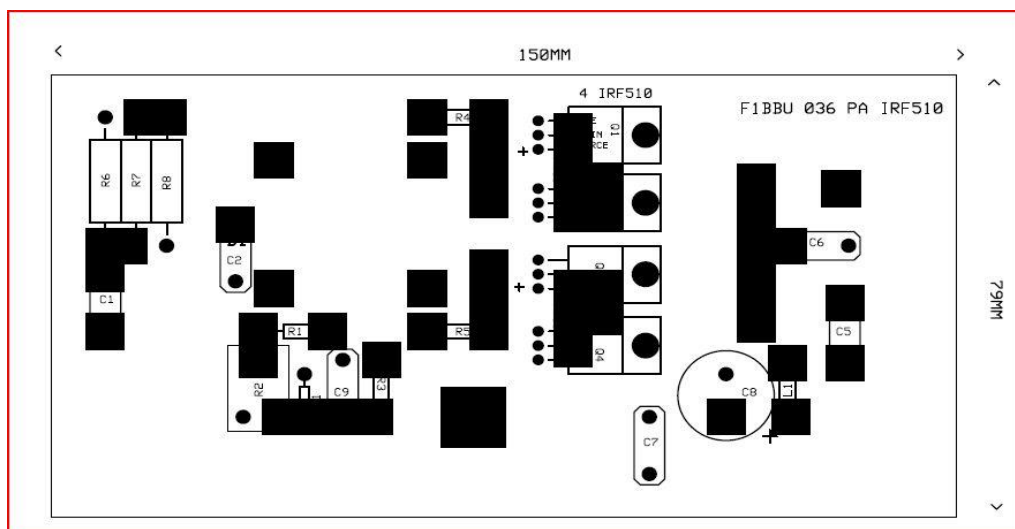 150MM
4 IRF510
F1BBU 036 PA IRF510
R4
Q1
R6
R7
R8
C2
C6
C1
79MM
R1
R5
C5
Q4
R2
C9
R3
C8
L1
C7